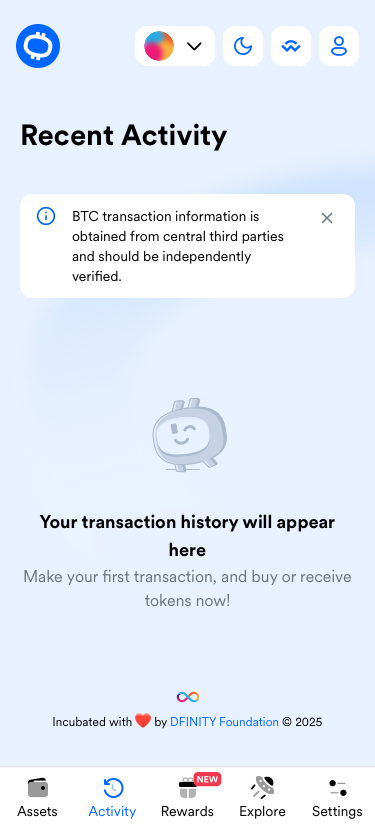 Recent Activity
BTC transaction information is
obtained from central third parties
and should be independently
verified.
Your transaction history will appear
here
Make your first transaction, and buy or receive
tokens now!
Incubated with ❤️ by DFINITY Foundation © 2025
NEW
Assets Activity Rewards Explore Settings